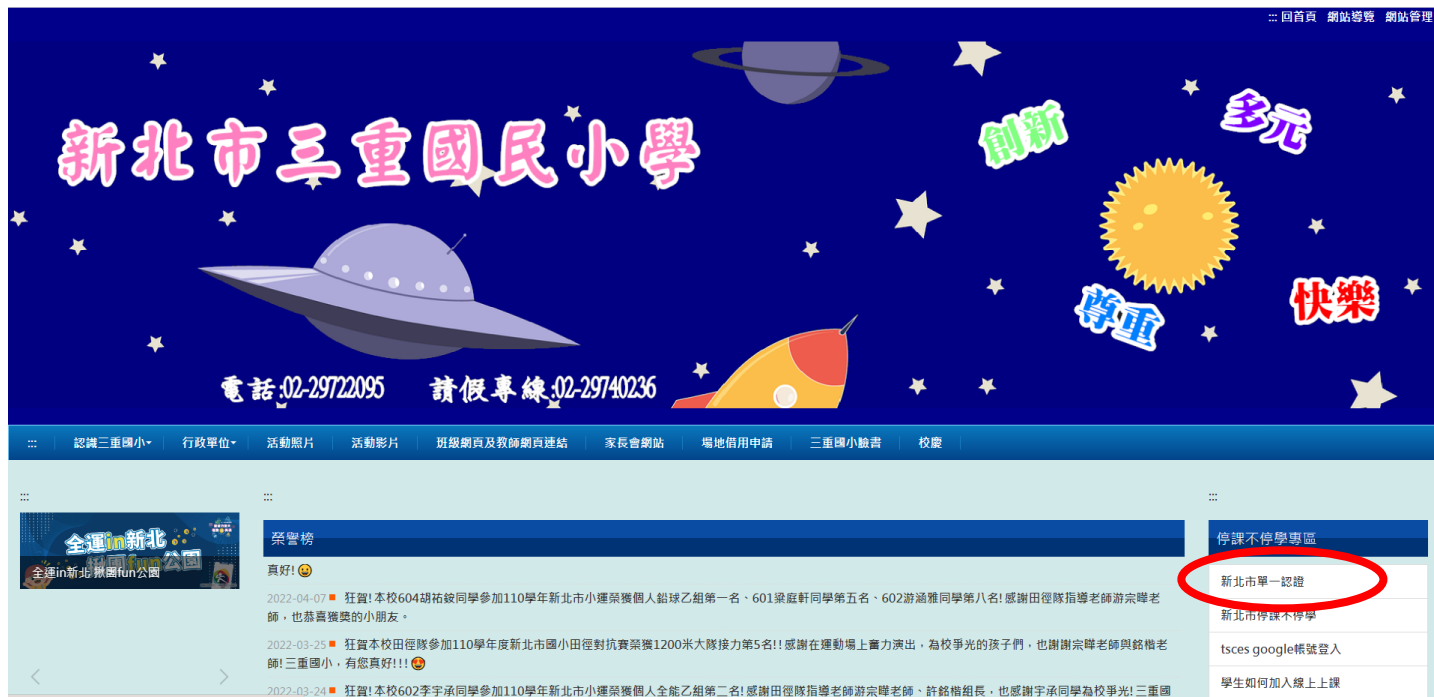 ::: 回首頁 網站導覽 網站管理
新北市三重國民小學
創新
多元
尊重
快樂
電話:02-29722095 請假專線:02-29740236
::: 認識三重國小 行政單位 活動照片 活動影片 班級網頁及教師網頁連結 家長會網站 場地借用申請 三重國小臉書 校慶
:::
全運in新北
揪團fun公園
全運in新北 揪團fun公園
:::
榮譽榜
真好!
2022-04-07 狂賀!本校604胡祐銨同學參加110學年新北市小運榮獲個人鉛球乙組第一名、601梁庭軒同學第五名、602游涵雅同學第八名!感謝田徑隊指導老師游宗曄老
師,也恭喜獲獎的小朋友。
2022-03-25 狂賀本校田徑隊參加110學年度新北市國小田徑對抗賽榮獲1200米大隊接力第5名!!感謝在運動場上奮力演出,為校爭光的孩子們,也謝謝宗曄老師與銘楷老
師!三重國小,有您真好!!!
2022-03-24 狂賀!本校602李宇承同學參加110學年新北市小運榮獲個人全能乙組第二名!感謝田徑隊指導老師游宗曄老師、許銘楷組長,也感謝宇承同學為校爭光!三重國
:::
停課不停學專區
新北市單一認證
新北市停課不停學
tsces google帳號登入
學生如何加入線上上課